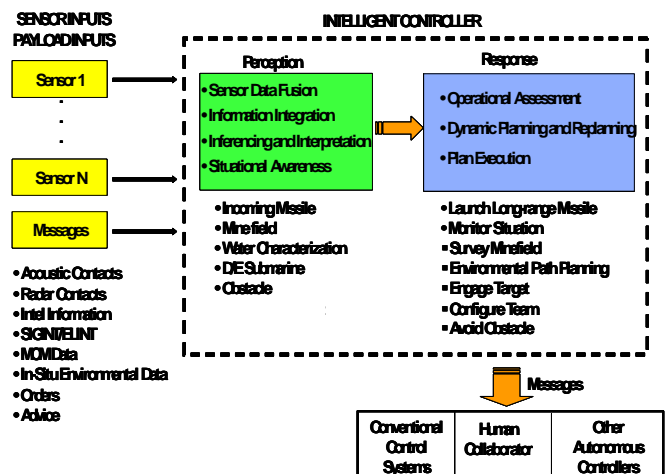 SENSOR INPUTS
PAYLOAD INPUTS
Sensor 1
Sensor N
Messages
• Acoustic Contacts
• Radar Contacts
• Intel Information
• SIGINT/ELINT
• MCM Data
• In-Situ Environmental Data
• Orders
• Advice
INTELLIGENT CONTROLLER
Perception
• Sensor Data Fusion
• Information Integration
• Inferencing and Interpretation
• Situational Awareness
• Incoming Missile
• Minefield
• Water Characterization
• D/E Submarine
• Obstacle
Response
• Operational Assessment
• Dynamic Planning and Replanning
• Plan Execution
• Launch Long-range Missile
• Monitor Situation
▪ Survey Minefield
▪ Environmental Path Planning
▪ Engage Target
▪ Configure Team
▪ Avoid Obstacle
Messages
Conventional
Control
Systems
Human
Collaborator
Other
Autonomous
Controllers